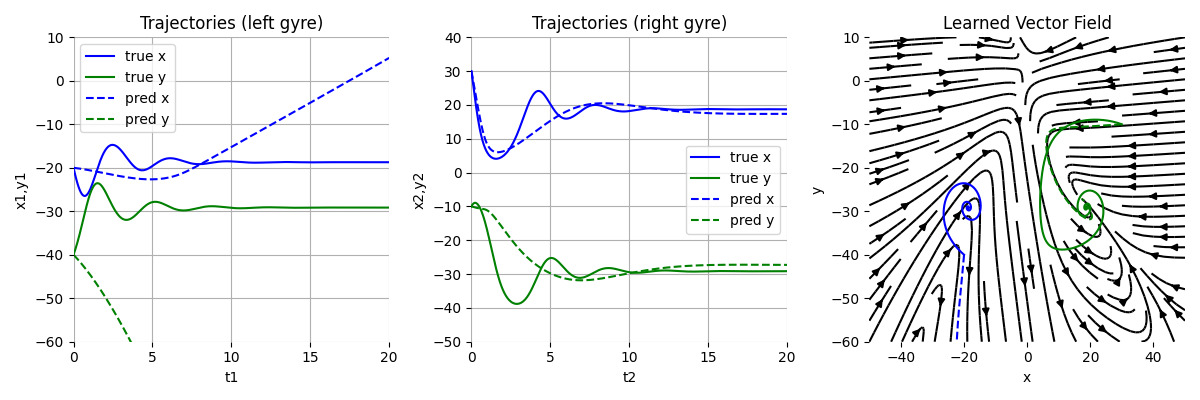 Trajectories (left gyre)
x1,y1
10
0
−10
−20
−30
−40
−50
−60
true x
true y
pred x
pred y
0 5 10 15 20
t1
Trajectories (right gyre)
x2,y2
40
30
20
10
0
−10
−20
−30
−40
−50
true x
true y
pred x
pred y
0 5 10 15 20
t2
Learned Vector Field
y
10
0
−10
−20
−30
−40
−50
−60
−40 −20 0 20 40
x